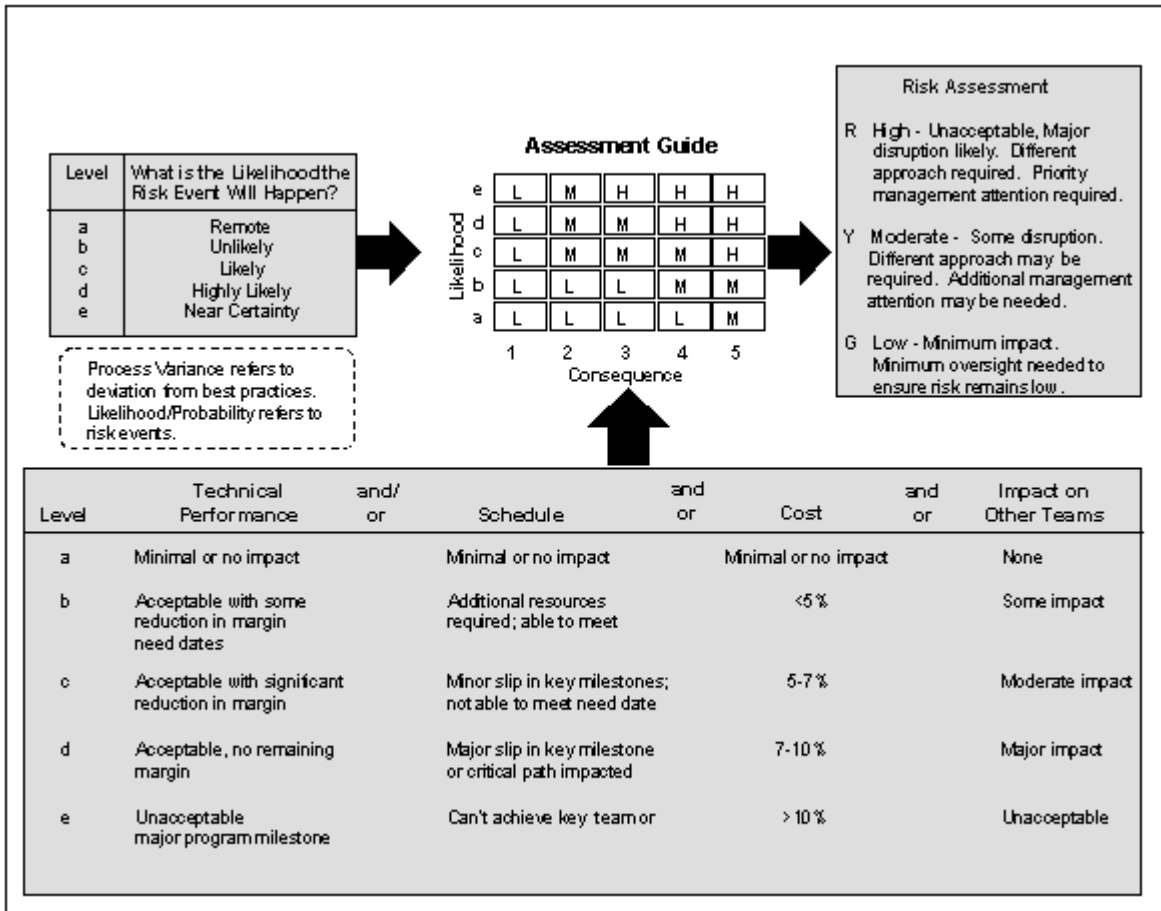 Assessment Guide
Level What is the Likelihood the
Risk Event Will Happen?
a Remote
b Unlikely
c Likely
d Highly Likely
e Near Certainty
Process Variance refers to
deviation from best practices.
Likelihood/Probability refers to
risk events.
Likelihood
e L M H H H
d L M M H H
c L M M M H
b L L L M M
a L L L L M
1 2 3 4 5
Consequence
Risk Assessment
R High - Unacceptable, Major
disruption likely. Different
approach required. Priority
management attention required.
Y Moderate - Some disruption.
Different approach may be
required. Additional management
attention may be needed.
G Low - Minimum impact.
Minimum oversight needed to
ensure risk remains low.
Technical and/ and and Impact on
Level Performance or Schedule or Cost or Other Teams
a Minimal or no impact Minimal or no impact Minimal or no impact None
b Acceptable with some Additional resources <5% Some impact
reduction in margin required; able to meet
need dates
c Acceptable with significant Minor slip in key milestones; 5-7% Moderate impact
reduction in margin not able to meet need date
d Acceptable, no remaining Major slip in key milestone 7-10% Major impact
margin or critical path impacted
e Unacceptable Can't achieve key team or >10% Unacceptable
major program milestone